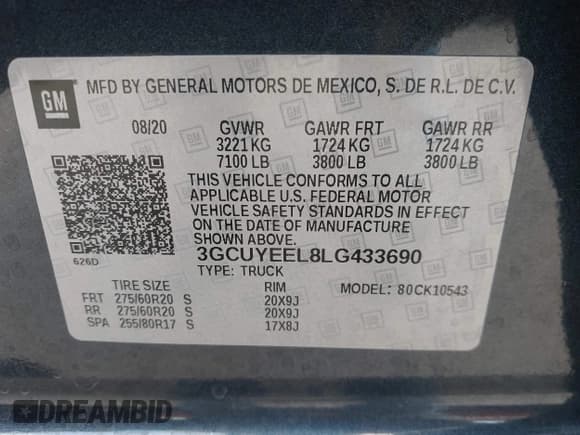 GM
MFD BY GENERAL MOTORS DE MEXICO, S. DE R.L. DE C.V.
08/20 GVWR GAWR FRT GAWR RR
3221 KG 1724 KG 1724 KG
7100 LB 3800 LB 3800 LB
THIS VEHICLE CONFORMS TO ALL
APPLICABLE U.S. FEDERAL MOTOR
VEHICLE SAFETY STANDARDS IN EFFECT
ON THE DATE OF MANUFACTURE
SHOWN ABOVE.
626D 3GCUYEEL8LG433690
TYPE: TRUCK MODEL: 80CK10543
TIRE SIZE RIM
FRT 275/60R20 S 20X9J
RR 275/60R20 S 20X9J
SPA 255/80R17 S 17X8J
DREAMBID